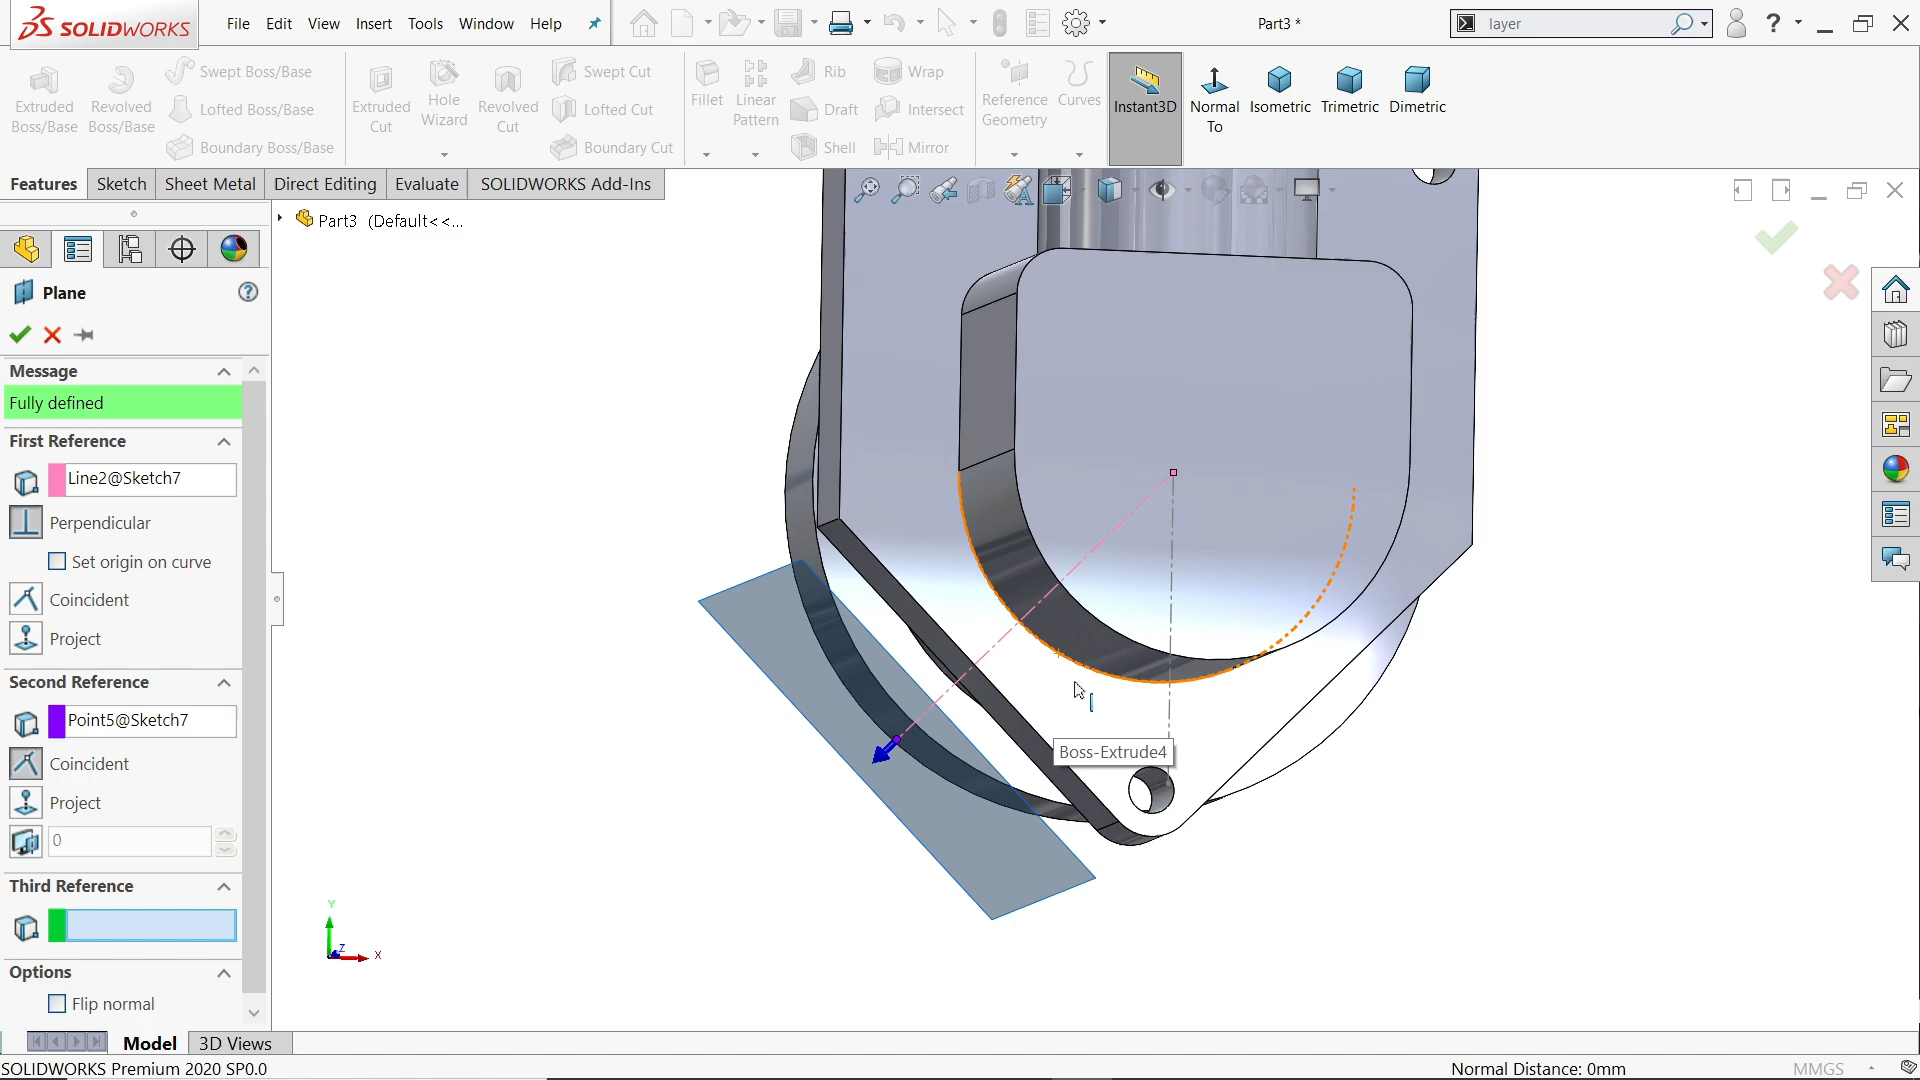 SOLIDWORKS File Edit View Insert Tools Window Help Part3 * layer ?
Extruded Boss/Base
Revolved Boss/Base
Swept Boss/Base
Lofted Boss/Base
Boundary Boss/Base
Extruded Cut
Hole Wizard
Revolved Cut
Swept Cut
Lofted Cut
Boundary Cut
Fillet
Linear Pattern
Rib
Draft
Shell
Wrap
Intersect
Mirror
Reference Geometry
Curves
Instant3D
Normal To
Isometric
Trimetric
Dimetric
Features Sketch Sheet Metal Direct Editing Evaluate SOLIDWORKS Add-Ins
Part3 (Default<<...
Plane
Message
Fully defined
First Reference
Line2@Sketch7
Perpendicular
Set origin on curve
Coincident
Project
Second Reference
Point5@Sketch7
Coincident
Project
0
Third Reference
Options
Flip normal
Boss-Extrude4
Y
Z
X
Model 3D Views
SOLIDWORKS Premium 2020 SP0.0 Normal Distance: 0mm MMGS